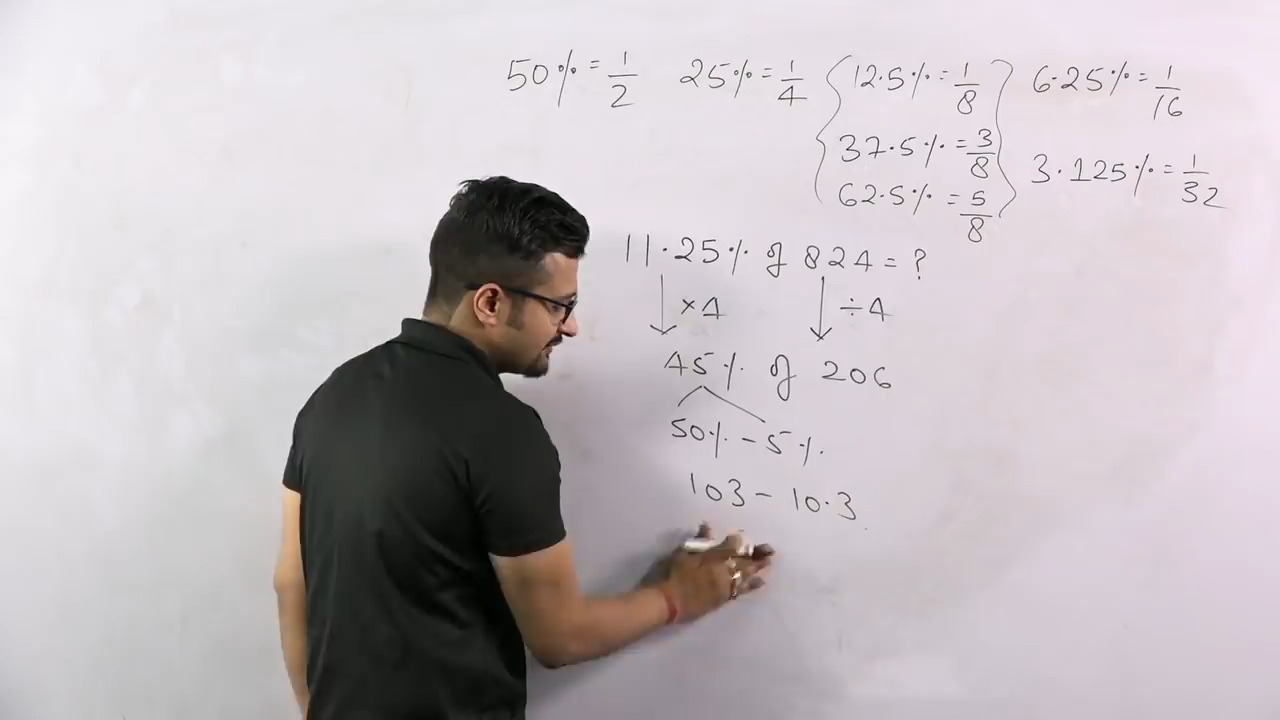 50% = 1/2 25% = 1/4 12.5% = 1/8 6.25% = 1/16
37.5% = 3/8
62.5% = 5/8 3.125% = 1/32
11.25% of 824 = ?
×4 ÷4
45% of 206
50% - 5%
103 - 10.3